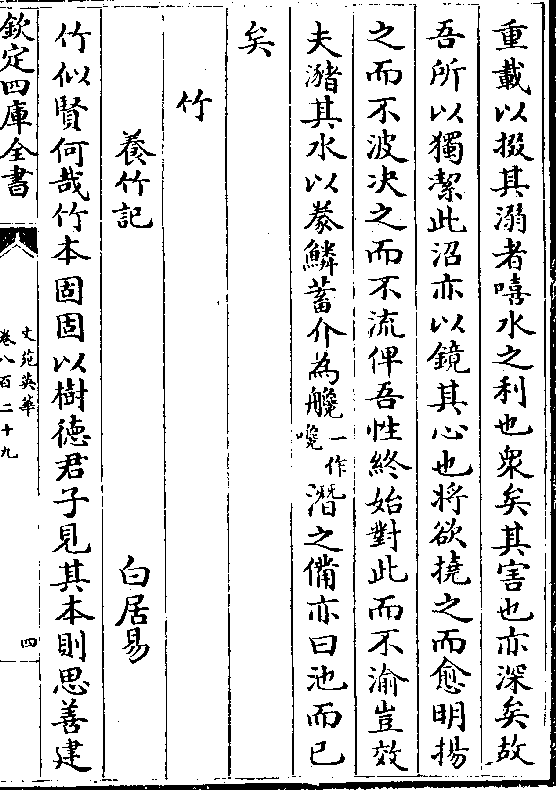 重載以掇其溺者嘻水之利也衆矣其害也亦深矣故
吾所以獨潔此沼亦以鏡其心也將欲撓之而愈明揚
之而不波决之而不流俾吾性終始對此而不渝豈效
夫瀦其水以養鱗蓄介為艬一作嚵潛之備亦曰池而已
矣
竹
養竹記 白居易
竹似賢何哉竹本固固以樹徳君子見其本則思善建
欽定四庫全書
文苑英華
卷八百二十九
四